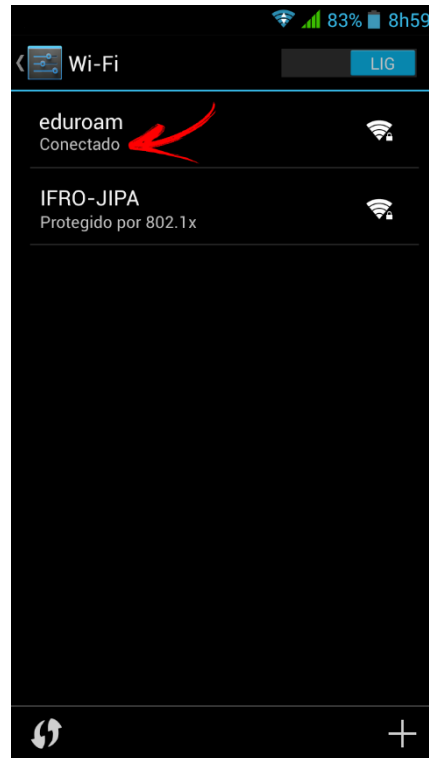 83% 8h59
Wi-Fi
LIG
eduroam
Conectado
IFRO-JIPA
Protegido por 802.1x